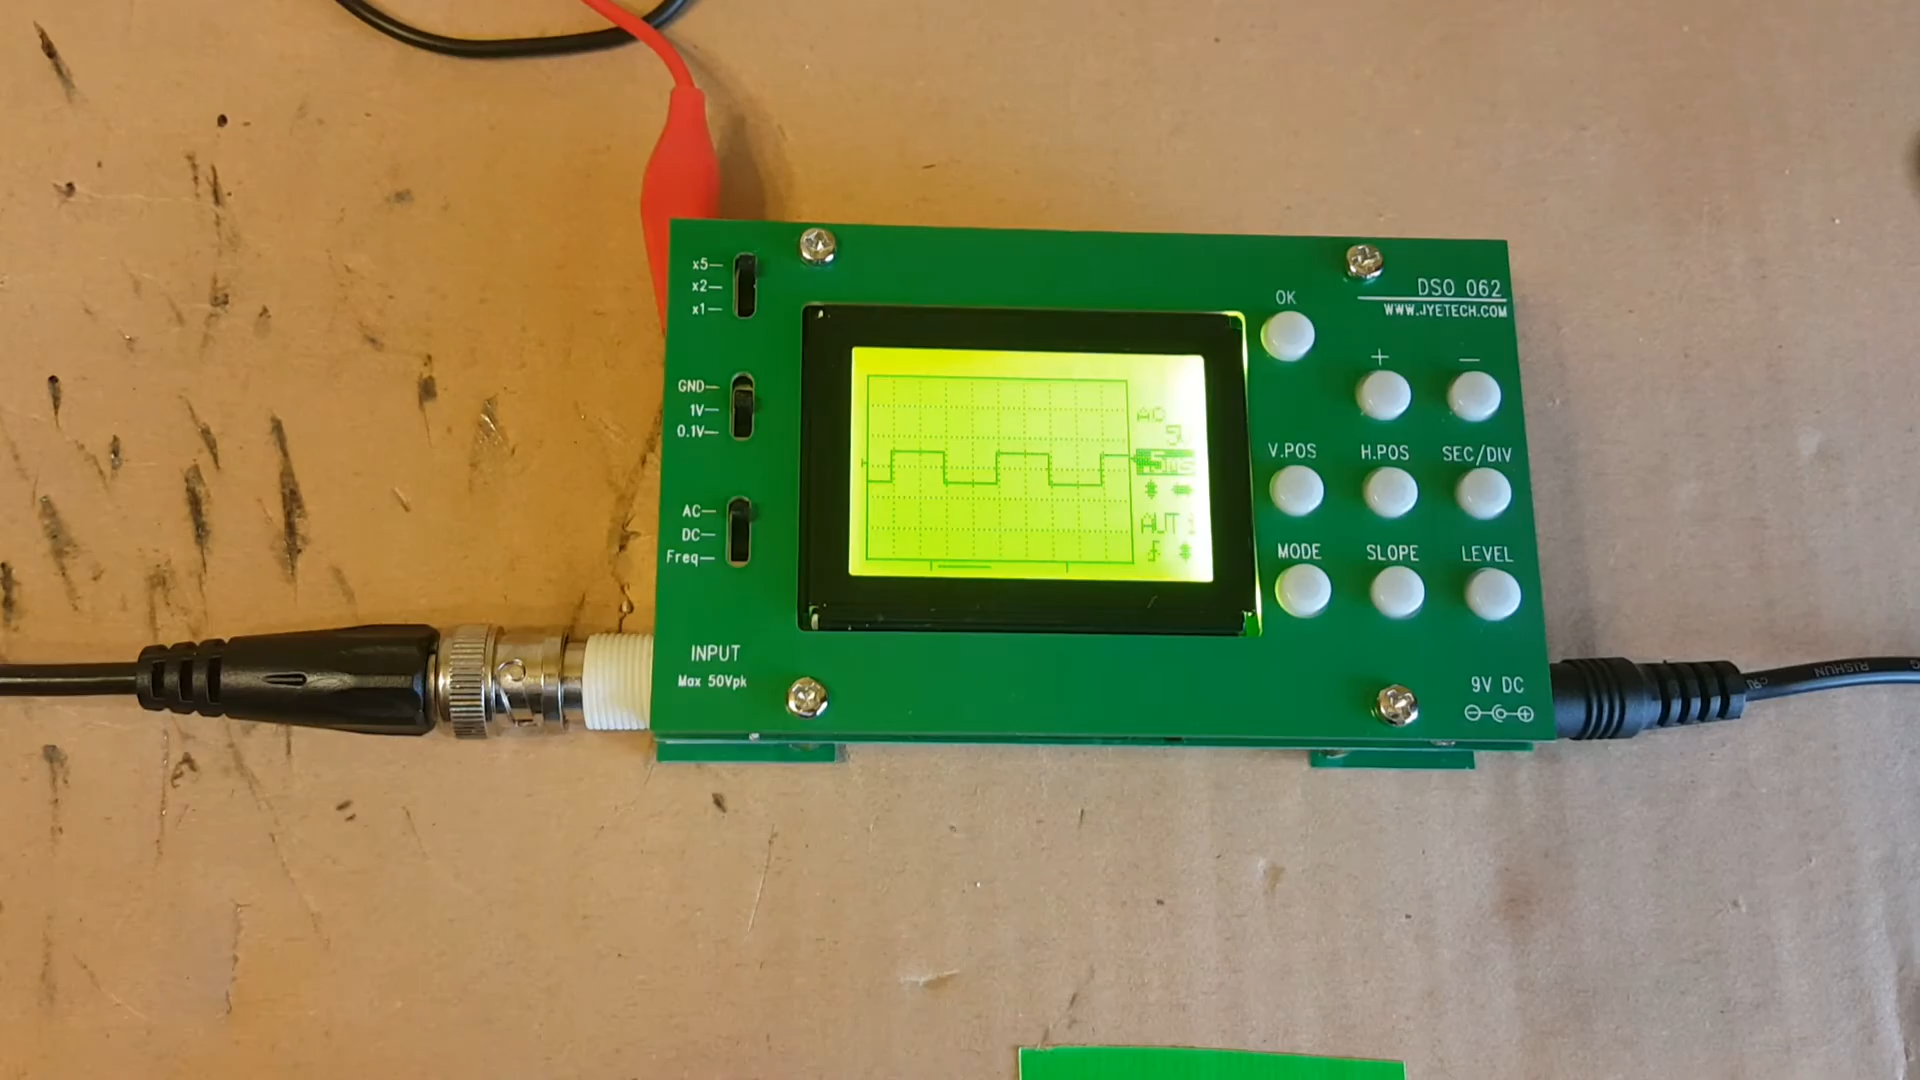 x5
x2
x1
GND
1V
0.1V
AC
DC
Freq
INPUT
Max 50Vpk
AC
5V
.5ms
AUT
OK
DSO 062
WWW.JYETECH.COM
+ −
V.POS H.POS SEC/DIV
MODE SLOPE LEVEL
9V DC
RISHUN